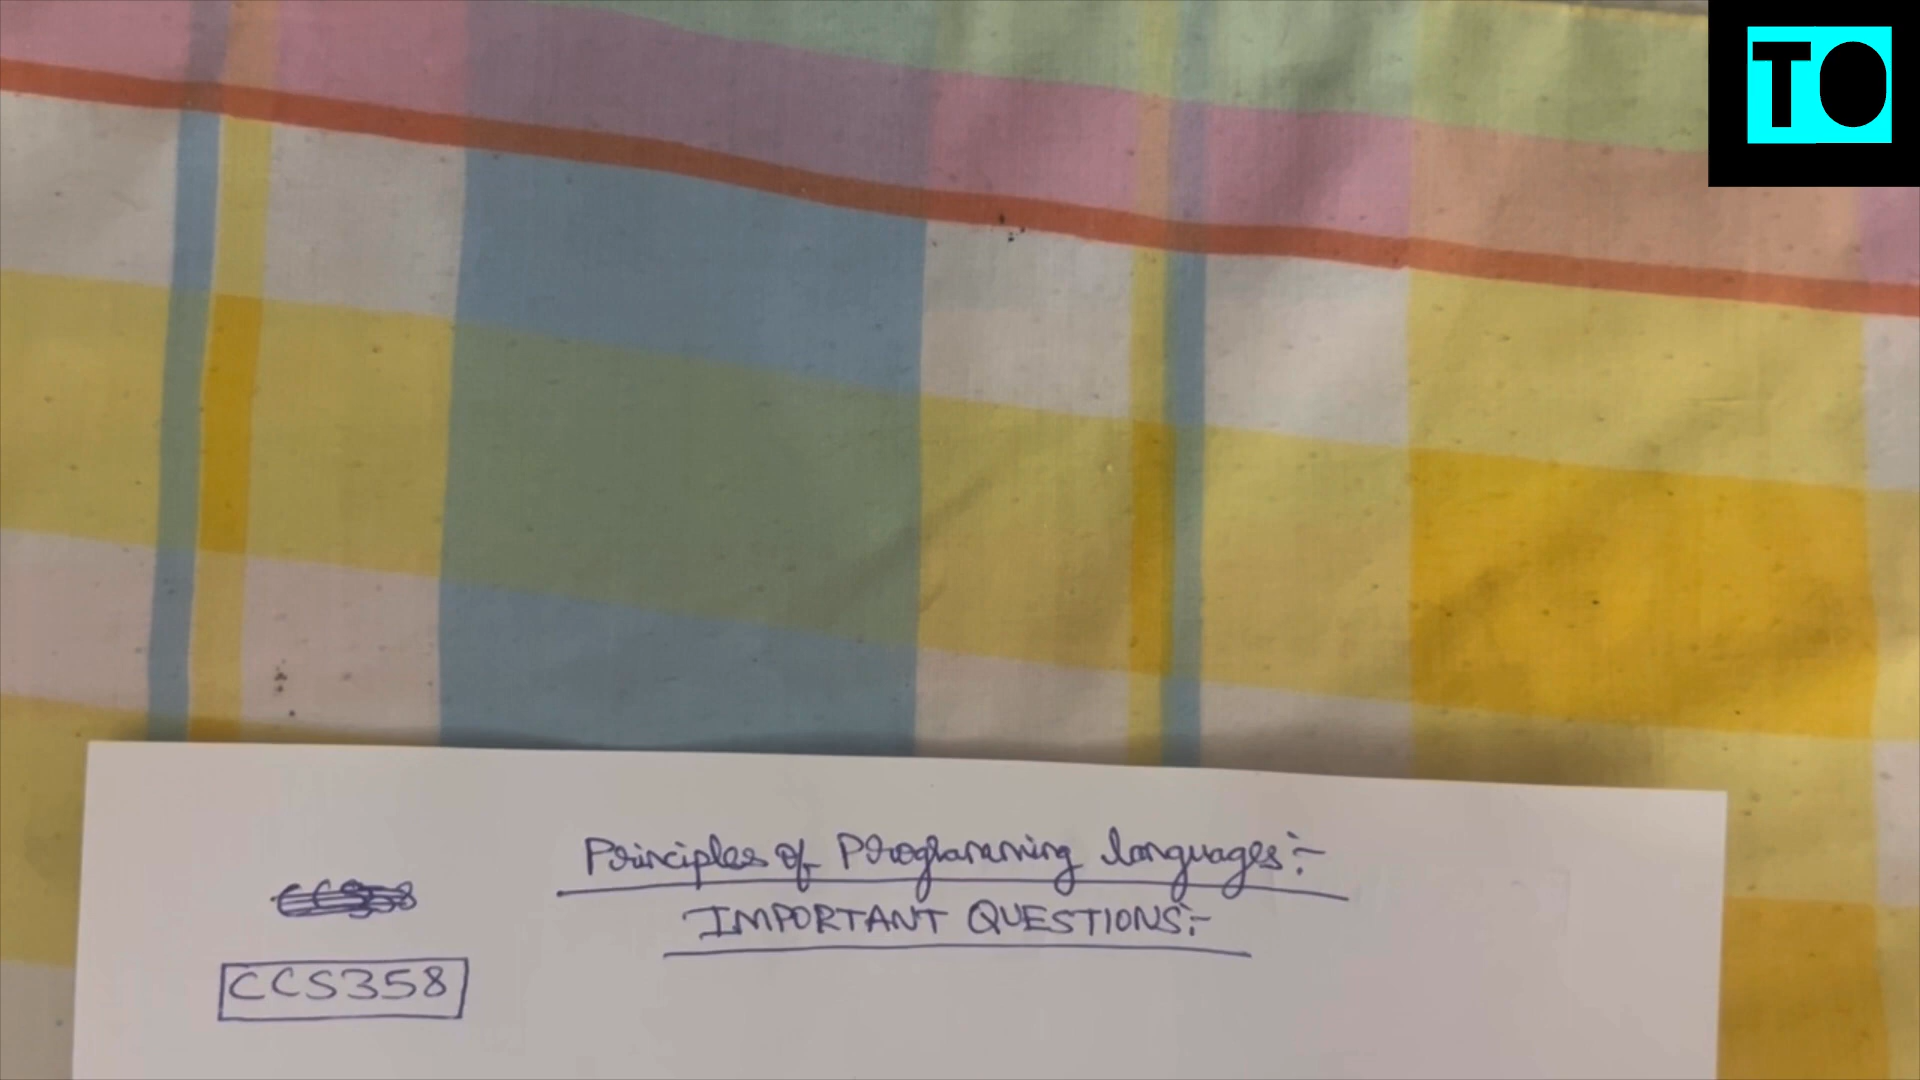 TO
Principles of Programming languages:-
IMPORTANT QUESTIONS:-
CCS358